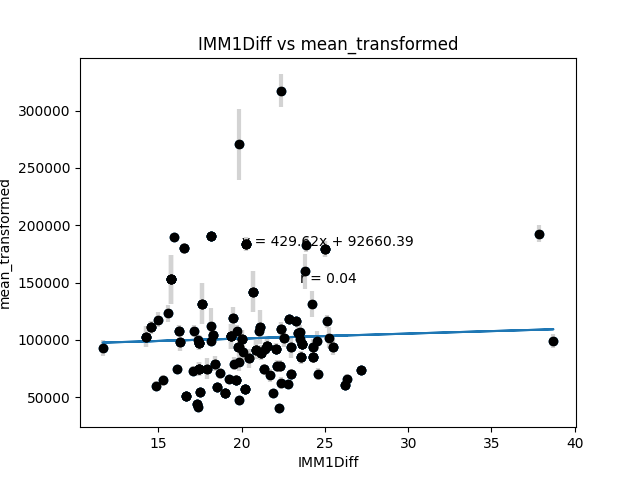 IMM1Diff vs mean_transformed
300000
250000
200000
150000
100000
50000
mean_transformed
= 429.62x + 92660.39
= 0.04
15 20 25 30 35 40
IMM1Diff